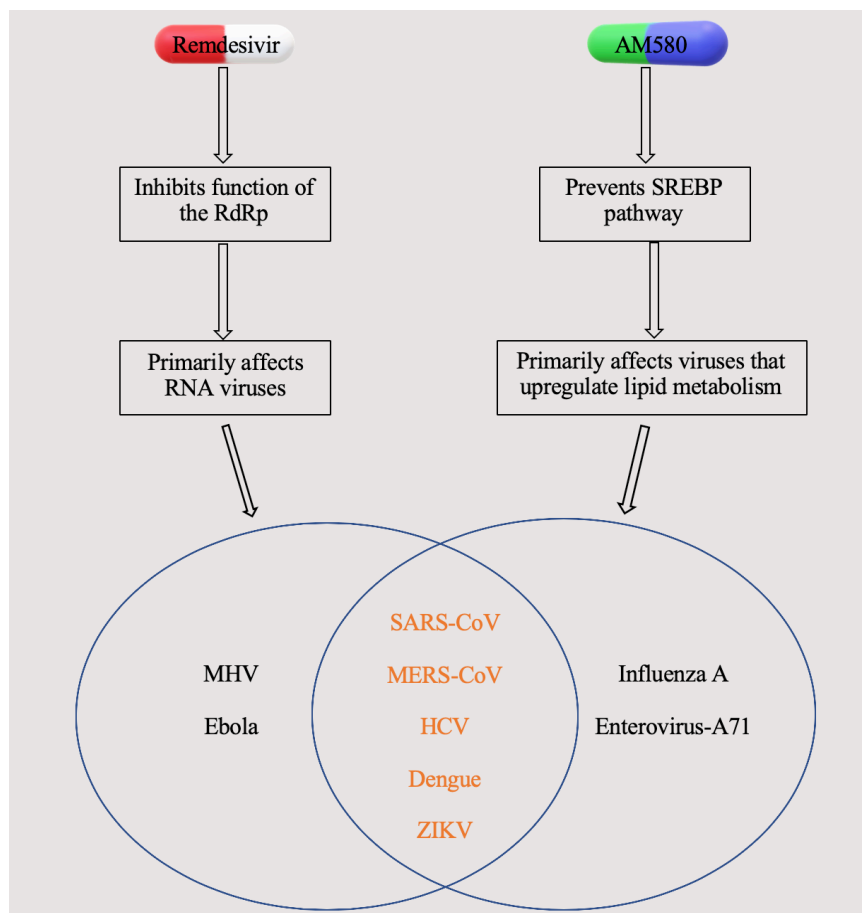 Remdesivir
AM580
Inhibits function of
the RdRp
Prevents SREBP
pathway
Primarily affects
RNA viruses
Primarily affects viruses that
upregulate lipid metabolism
MHV
Ebola
SARS-CoV
MERS-CoV
HCV
Dengue
ZIKV
Influenza A
Enterovirus-A71